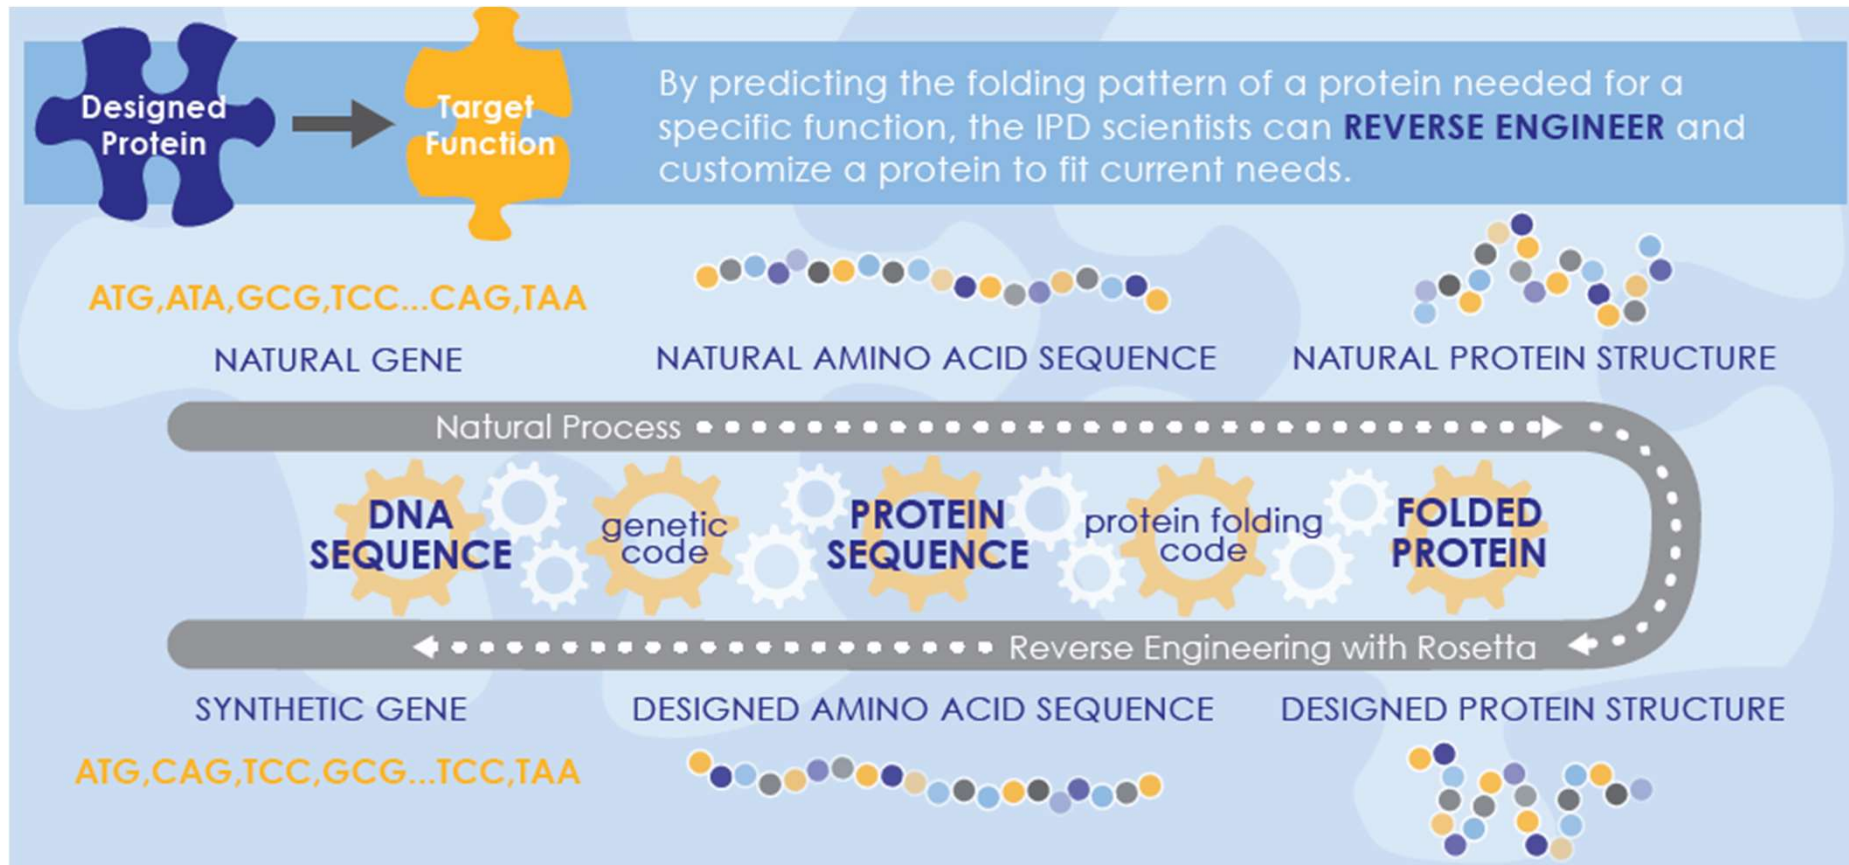 Designed
Protein
Target
Function
By predicting the folding pattern of a protein needed for a
specific function, the IPD scientists can REVERSE ENGINEER and
customize a protein to fit current needs.
ATG,ATA,GCG,TCC...CAG,TAA
NATURAL GENE
NATURAL AMINO ACID SEQUENCE
NATURAL PROTEIN STRUCTURE
Natural Process
DNA
SEQUENCE
genetic
code
PROTEIN
SEQUENCE
protein folding
code
FOLDED
PROTEIN
Reverse Engineering with Rosetta
SYNTHETIC GENE
DESIGNED AMINO ACID SEQUENCE
DESIGNED PROTEIN STRUCTURE
ATG,CAG,TCC,GCG...TCC,TAA